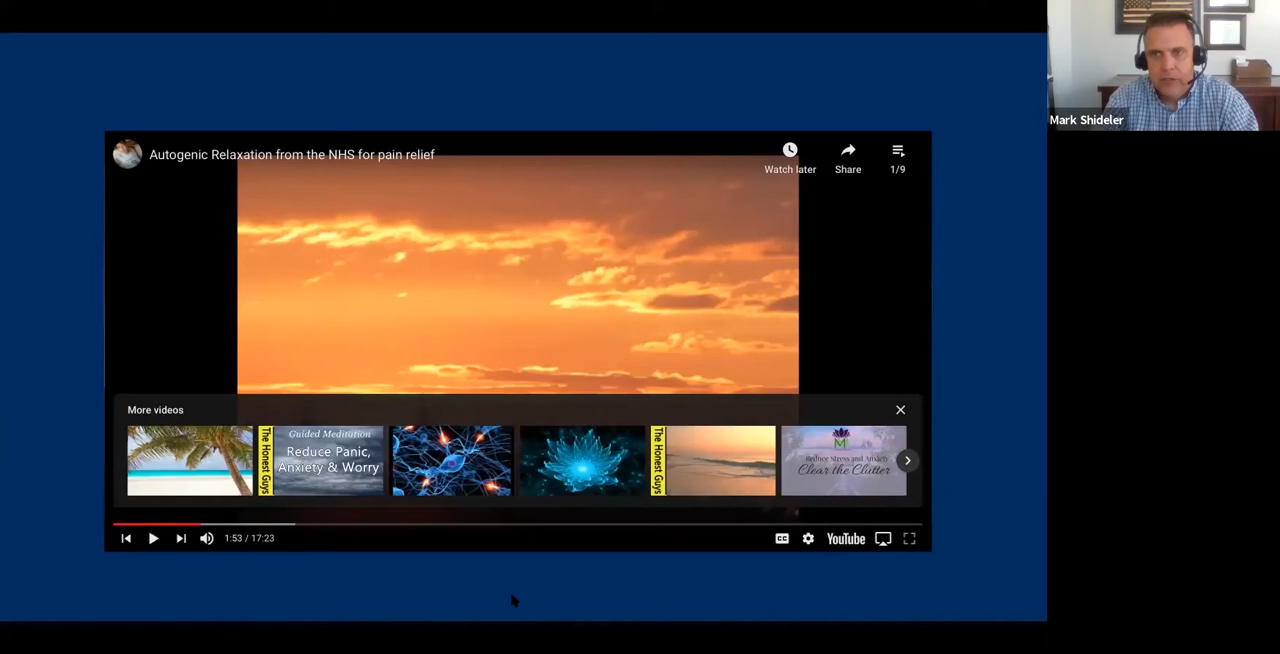 Mark Shideler
Autogenic Relaxation from the NHS for pain relief
Watch later
Share
1/9
More videos
The Honest Guys
Guided Meditation
Reduce Panic,
Anxiety & Worry
The Honest Guys
M
Reduce Stress and Anxiety
Clear the Clutter
1:53 / 17:23
CC
YouTube